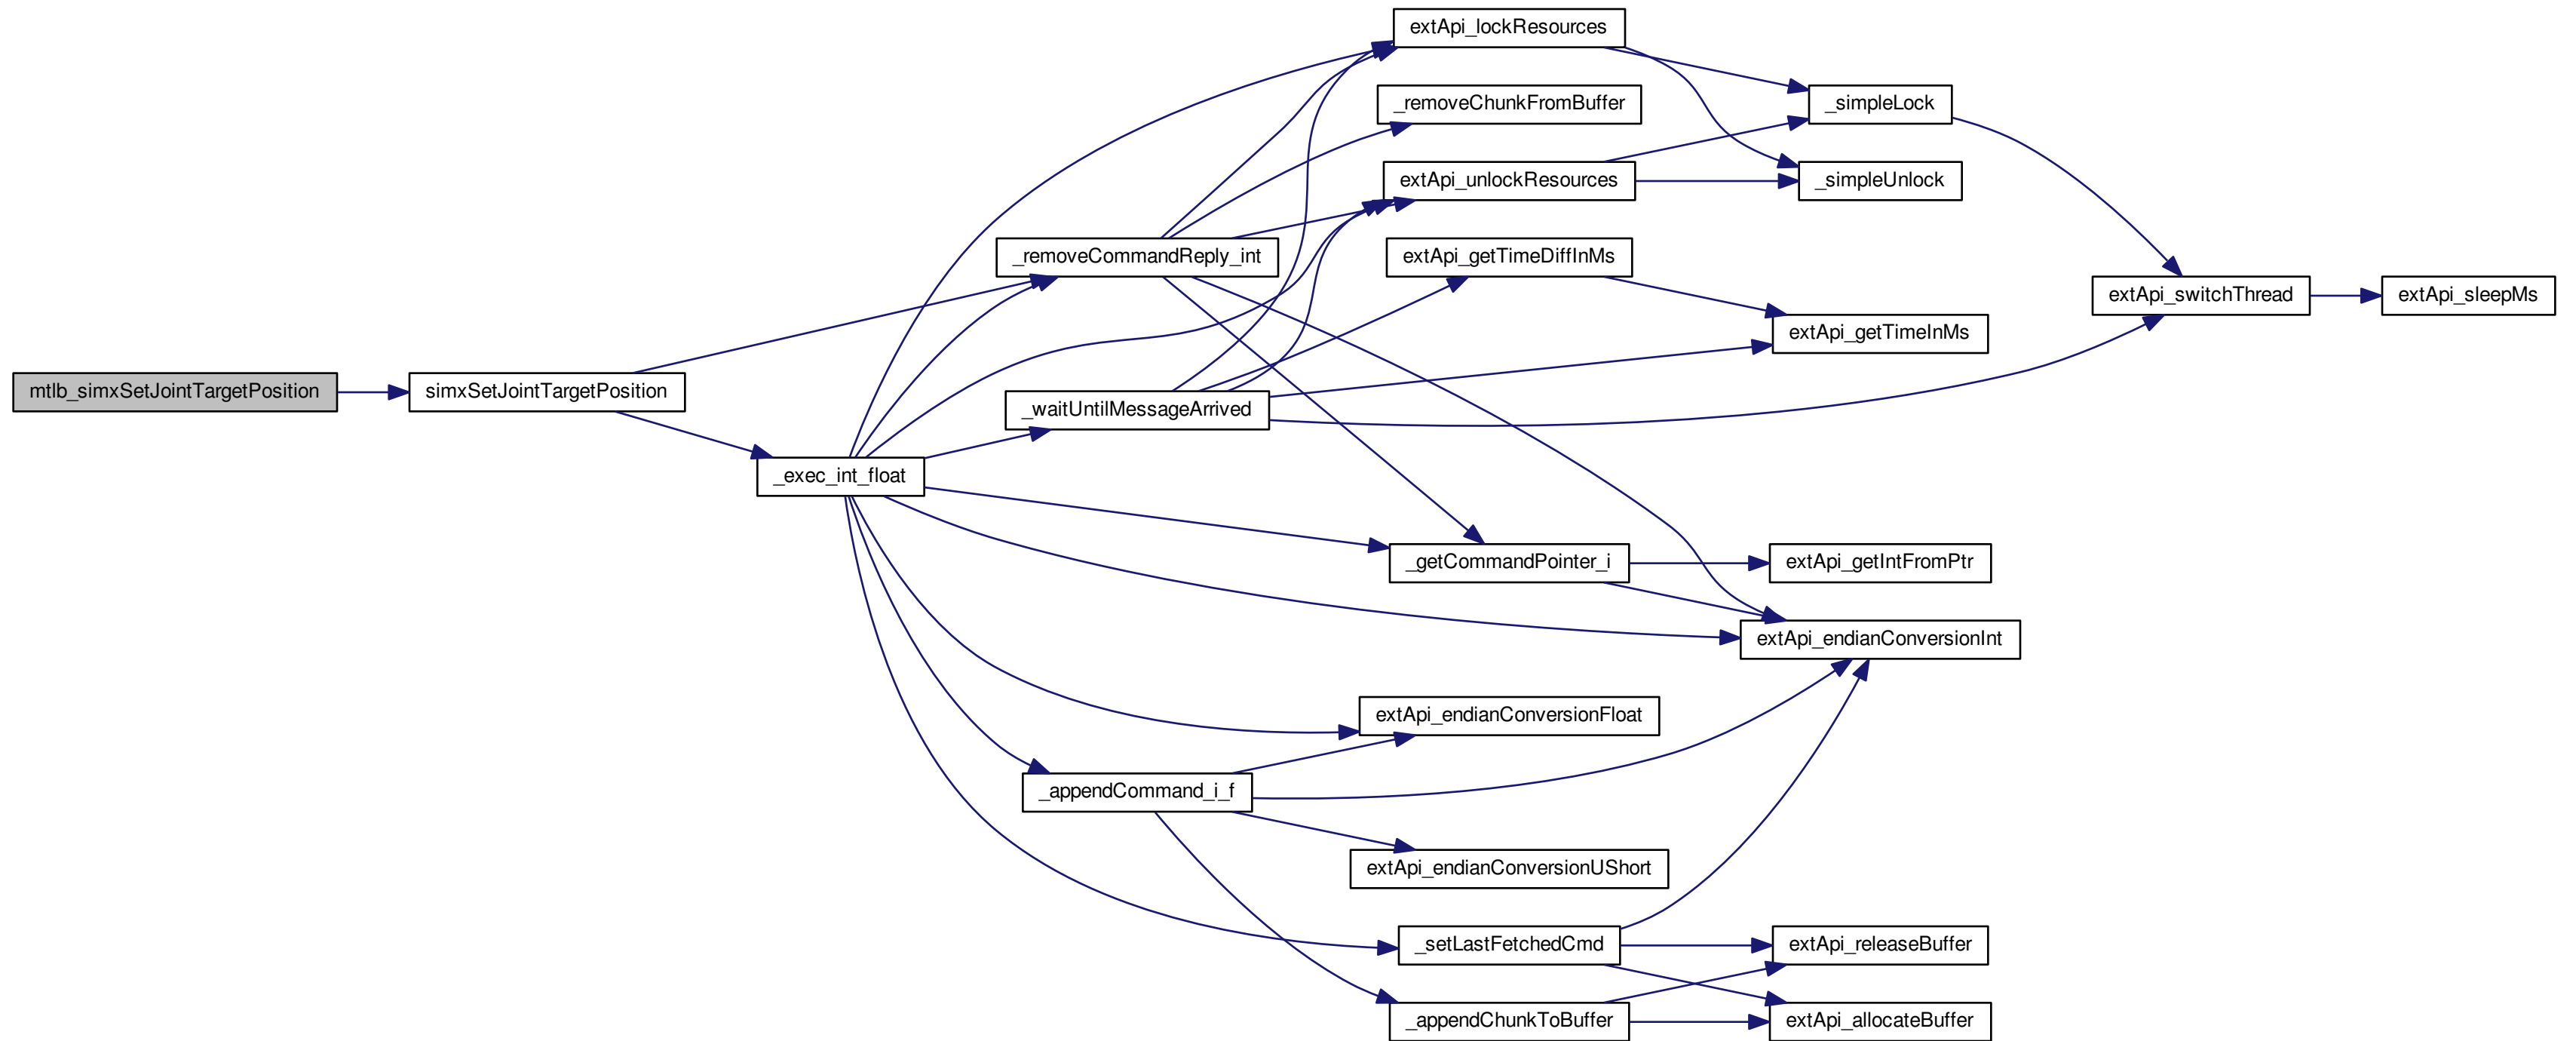 extApi_lockResources
_removeChunkFromBuffer
_simpleLock
extApi_unlockResources
_simpleUnlock
_removeCommandReply_int
extApi_getTimeDiffInMs
extApi_switchThread
extApi_sleepMs
extApi_getTimeInMs
mtlb_simxSetJointTargetPosition
simxSetJointTargetPosition
_waitUntilMessageArrived
_exec_int_float
_getCommandPointer_i
extApi_getIntFromPtr
extApi_endianConversionInt
extApi_endianConversionFloat
_appendCommand_i_f
extApi_endianConversionUShort
_setLastFetchedCmd
extApi_releaseBuffer
_appendChunkToBuffer
extApi_allocateBuffer